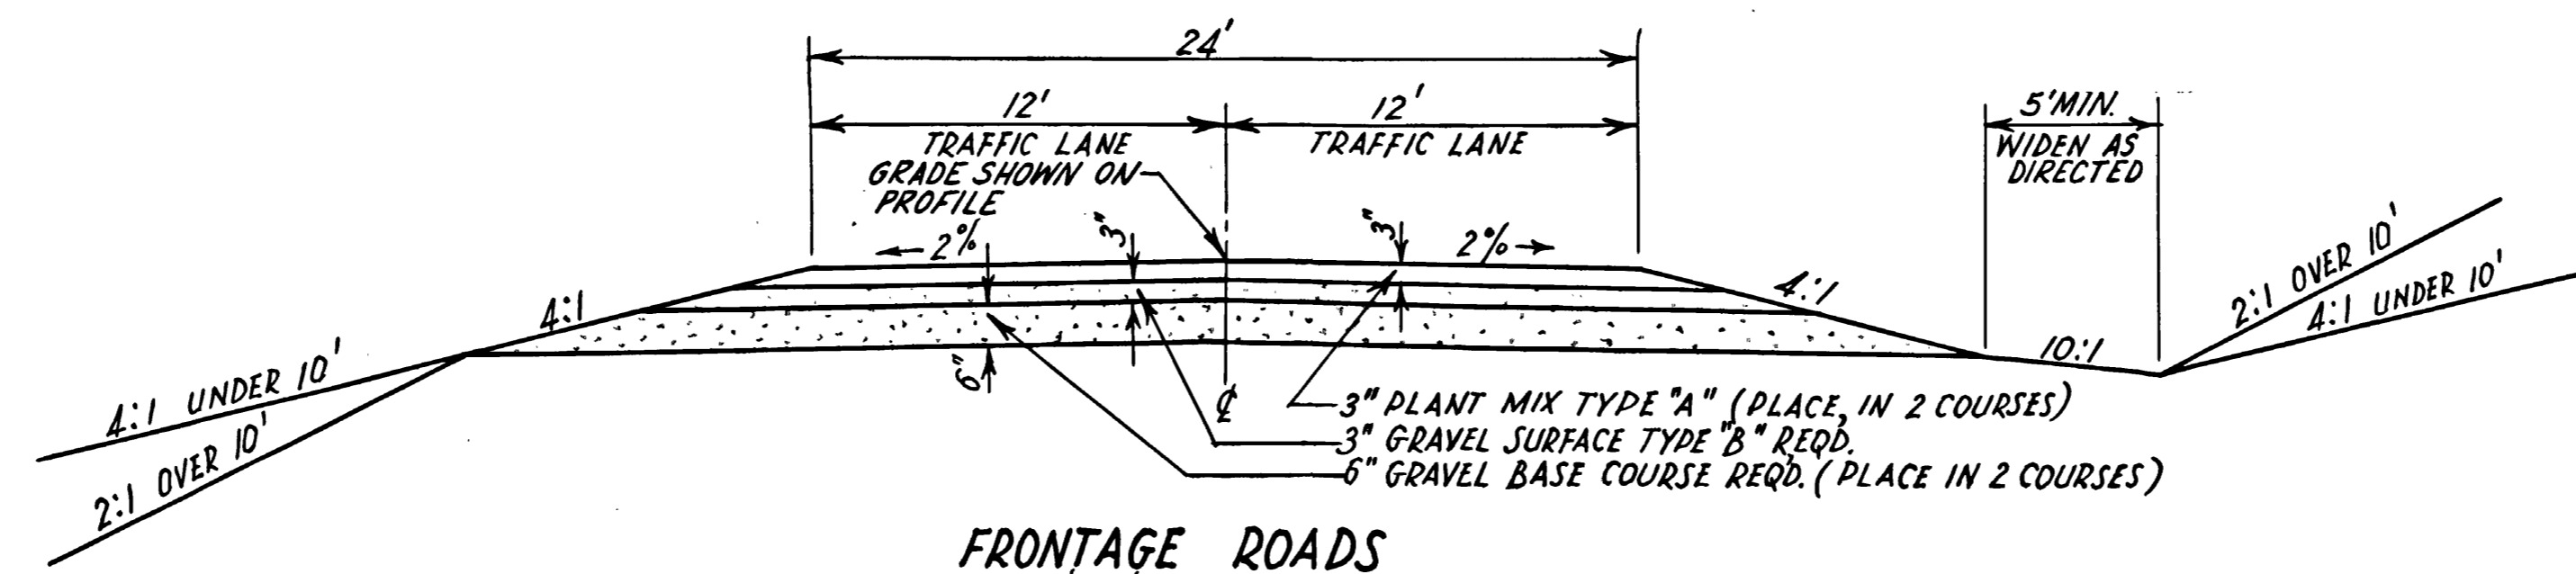 24'
12'
12'
5'MIN.
TRAFFIC LANE
TRAFFIC LANE
WIDEN AS
DIRECTED
GRADE SHOWN ON
PROFILE
2%
3"
3"
2%
4:1
4:1
2:1 OVER 10'
4:1 UNDER 10'
4:1 UNDER 10'
2:1 OVER 10'
6"
10:1
℄
3" PLANT MIX TYPE "A" (PLACE, IN 2 COURSES)
3" GRAVEL SURFACE TYPE "B" REQD.
6" GRAVEL BASE COURSE REQ'D. (PLACE IN 2 COURSES)
FRONTAGE ROADS